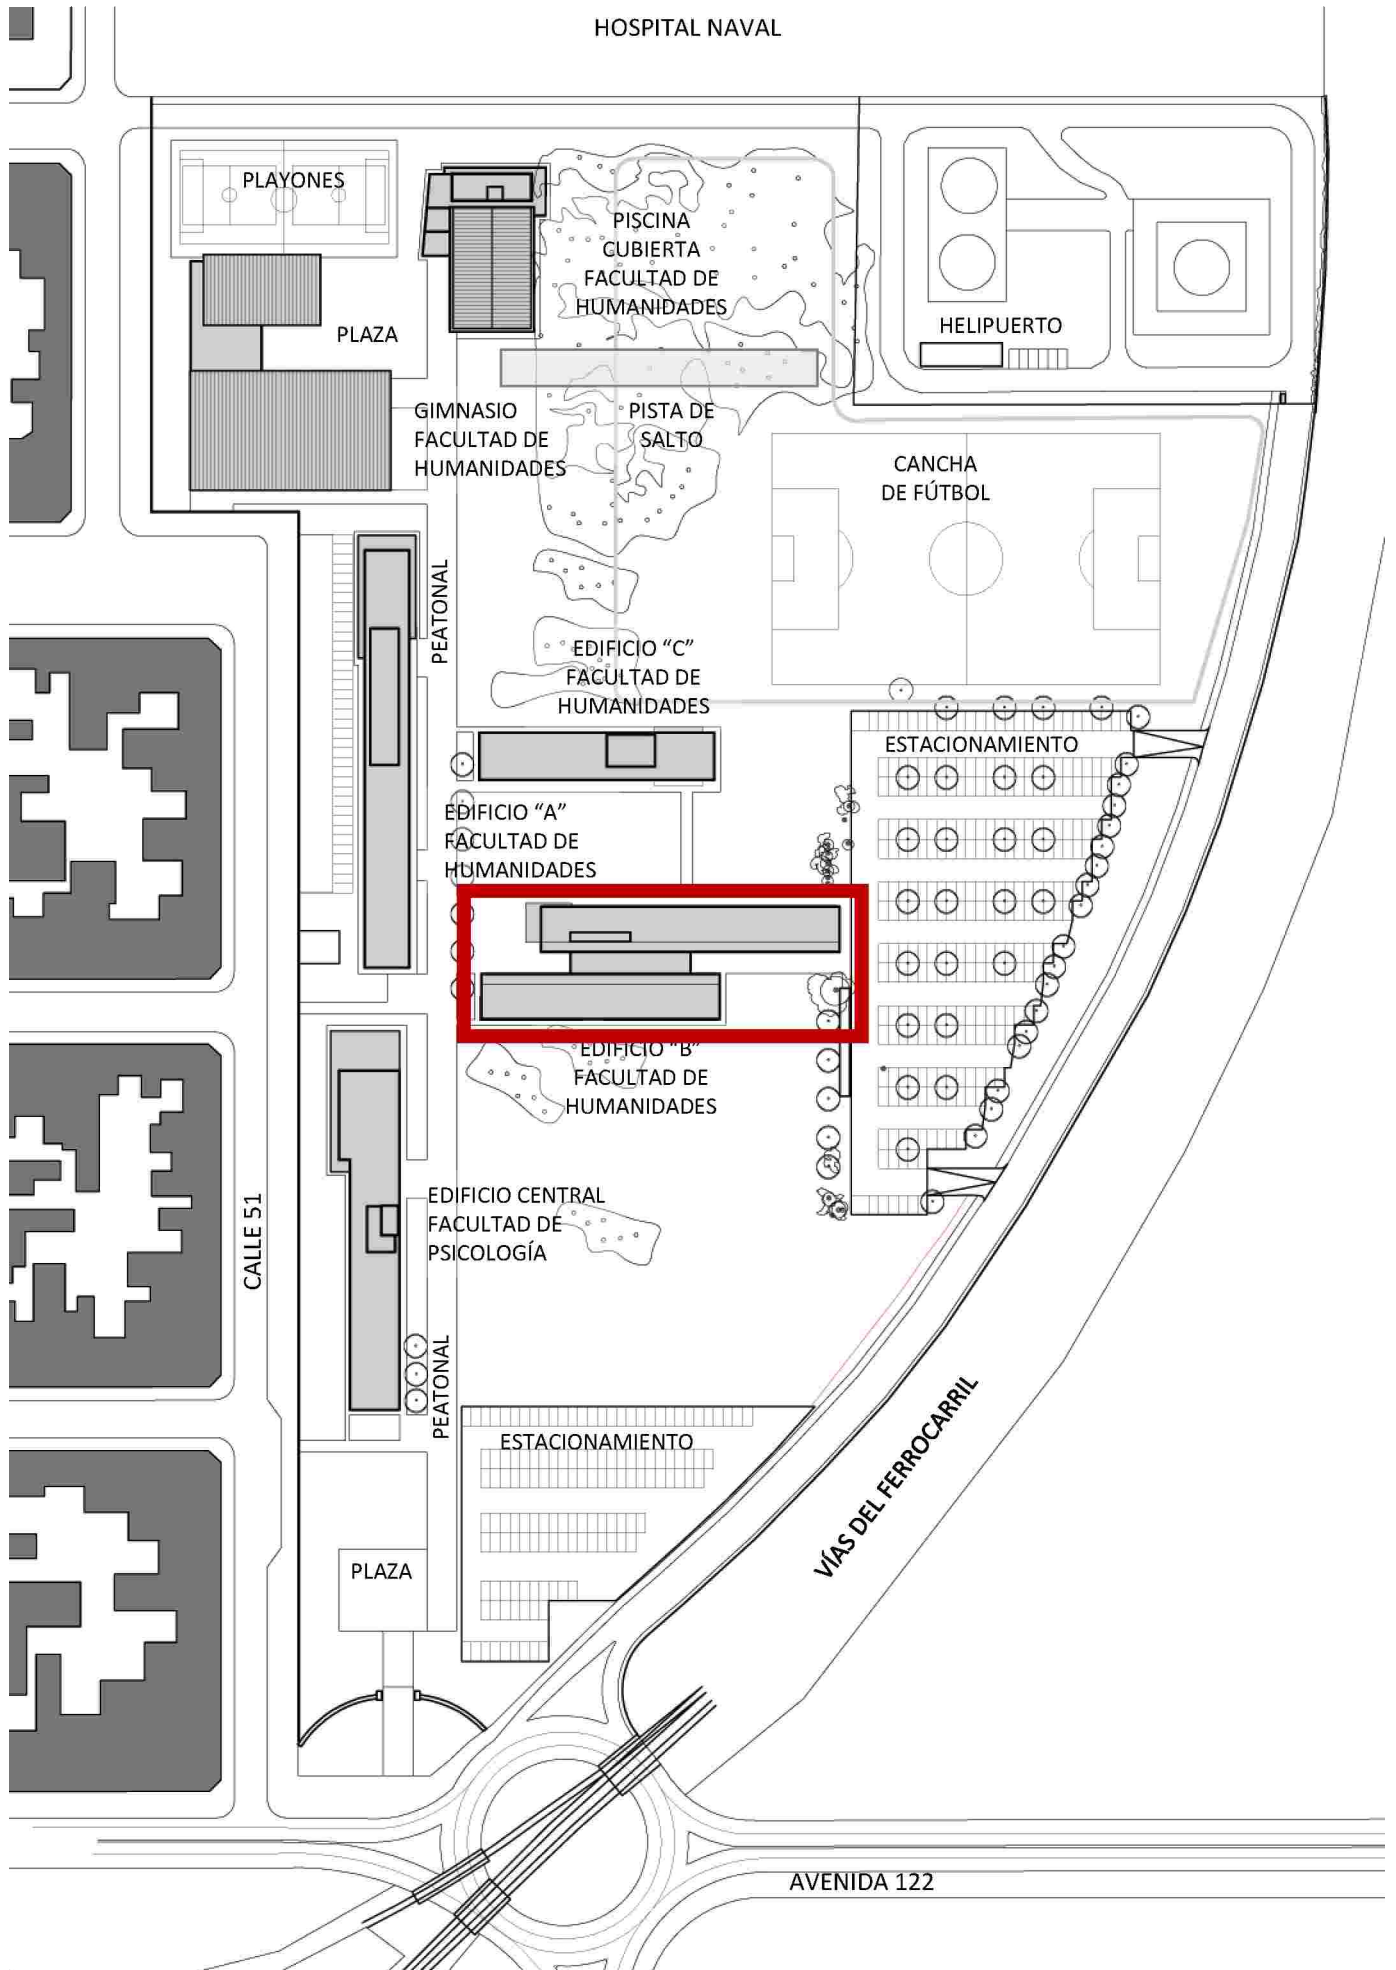 HOSPITAL NAVAL
PLAYONES
PISCINA
CUBIERTA
FACULTAD DE
HUMANIDADES
PLAZA
HELIPUERTO
GIMNASIO
FACULTAD DE
HUMANIDADES
PISTA DE
SALTO
CANCHA
DE FÚTBOL
PEATONAL
EDIFICIO “C”
FACULTAD DE
HUMANIDADES
ESTACIONAMIENTO
EDIFICIO “A”
FACULTAD DE
HUMANIDADES
EDIFICIO “B”
FACULTAD DE
HUMANIDADES
CALLE 51
EDIFICIO CENTRAL
FACULTAD DE
PSICOLOGÍA
PEATONAL
ESTACIONAMIENTO
VÍAS DEL FERROCARRIL
PLAZA
AVENIDA 122